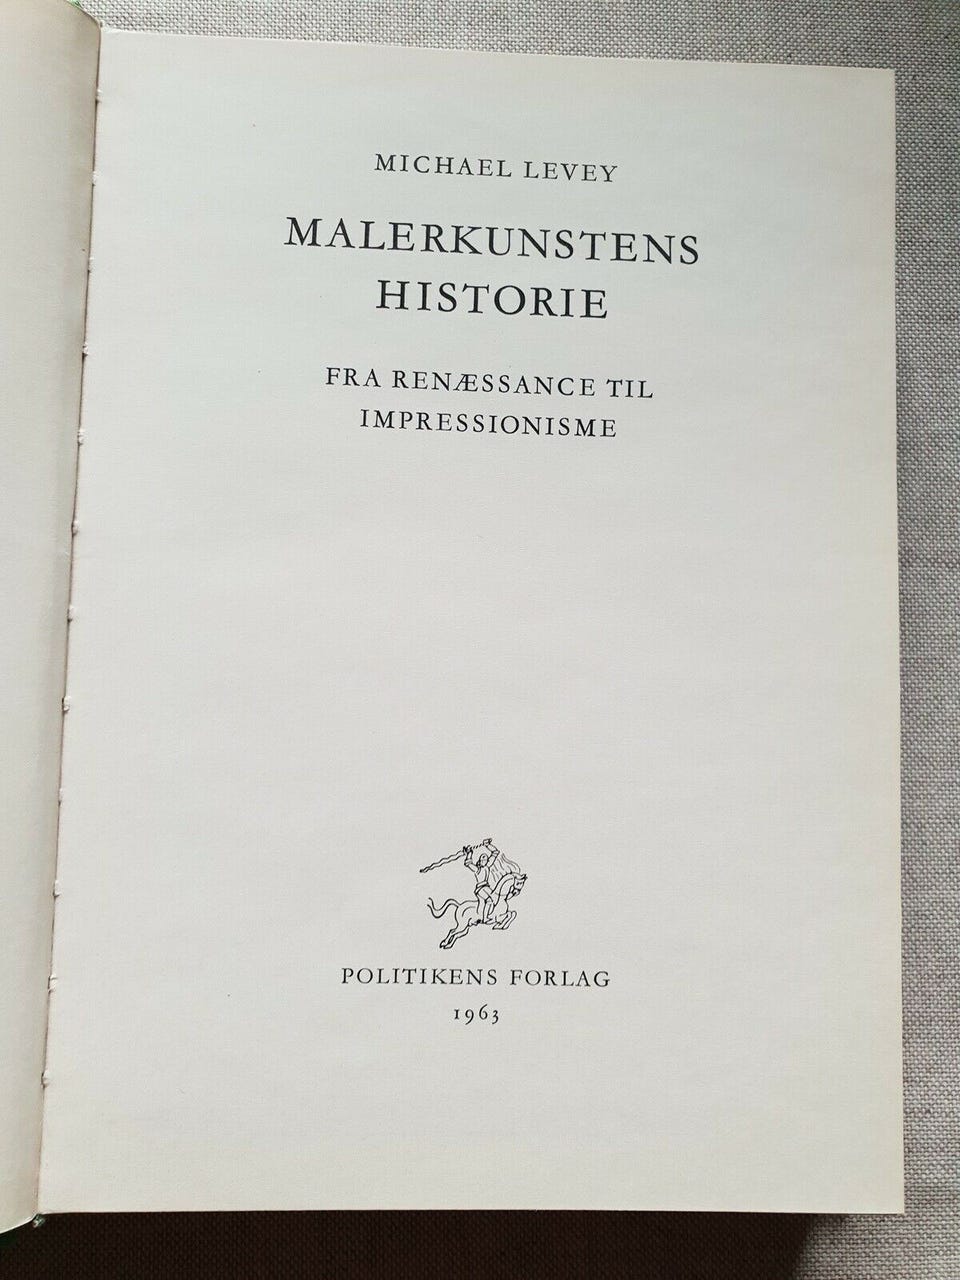 MICHAEL LEVEY
MALERKUNSTENS
HISTORIE
FRA RENÆSSANCE TIL
IMPRESSIONISME
POLITIKENS FORLAG
1963